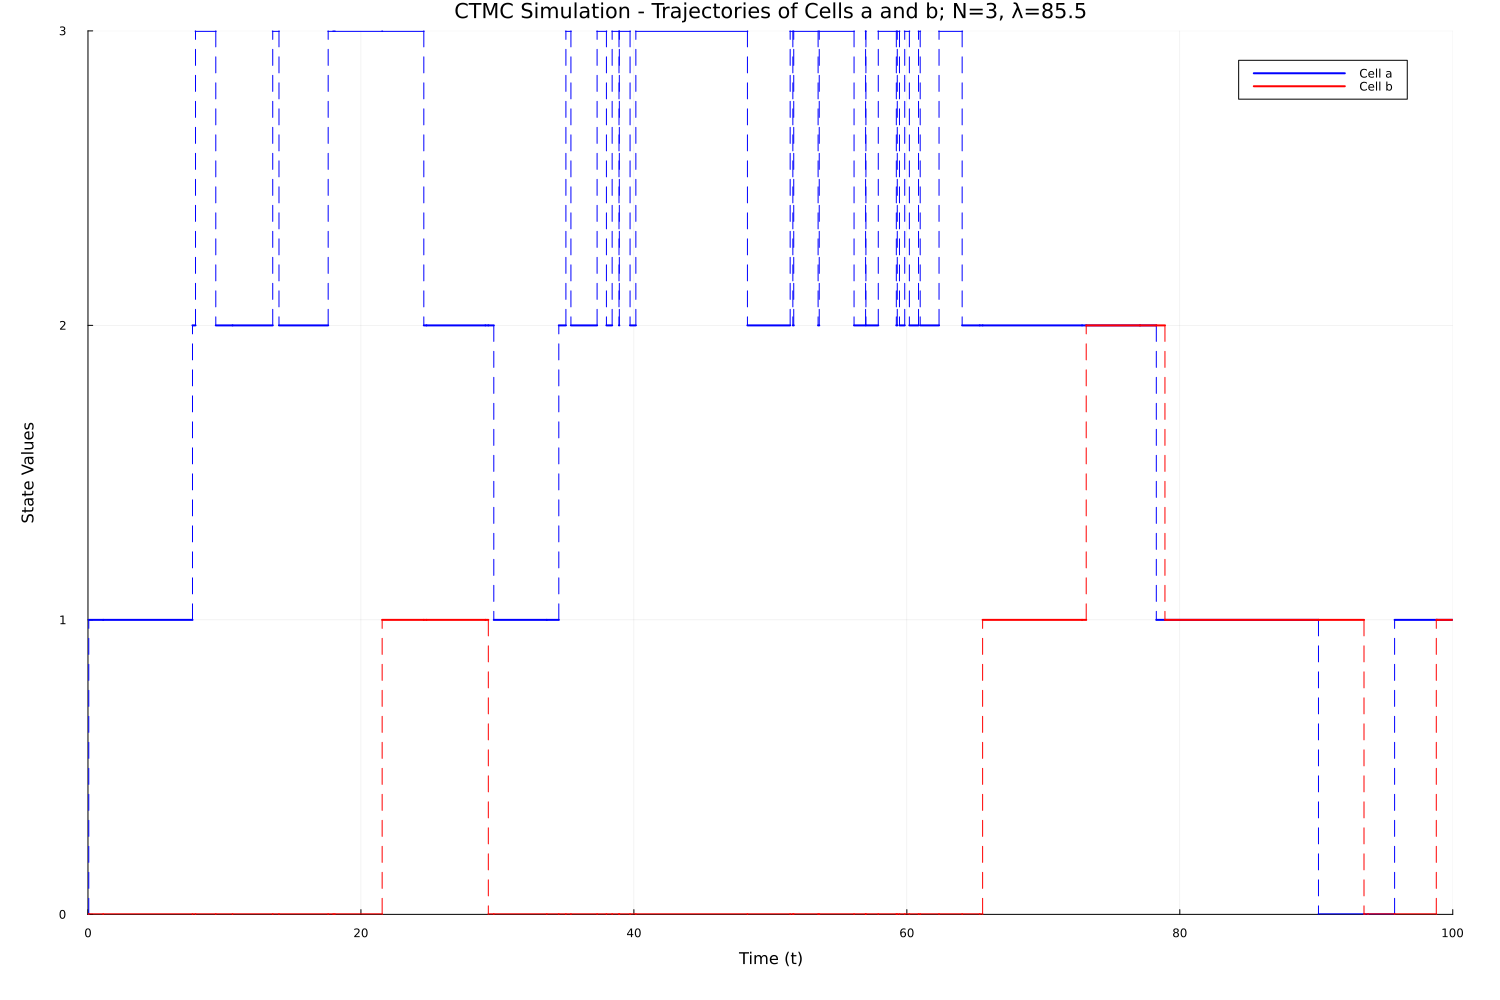 CTMC Simulation - Trajectories of Cells a and b; N=3, λ=85.5
Cell a
Cell b
State Values
3
2
1
0
0 20 40 60 80 100
Time (t)